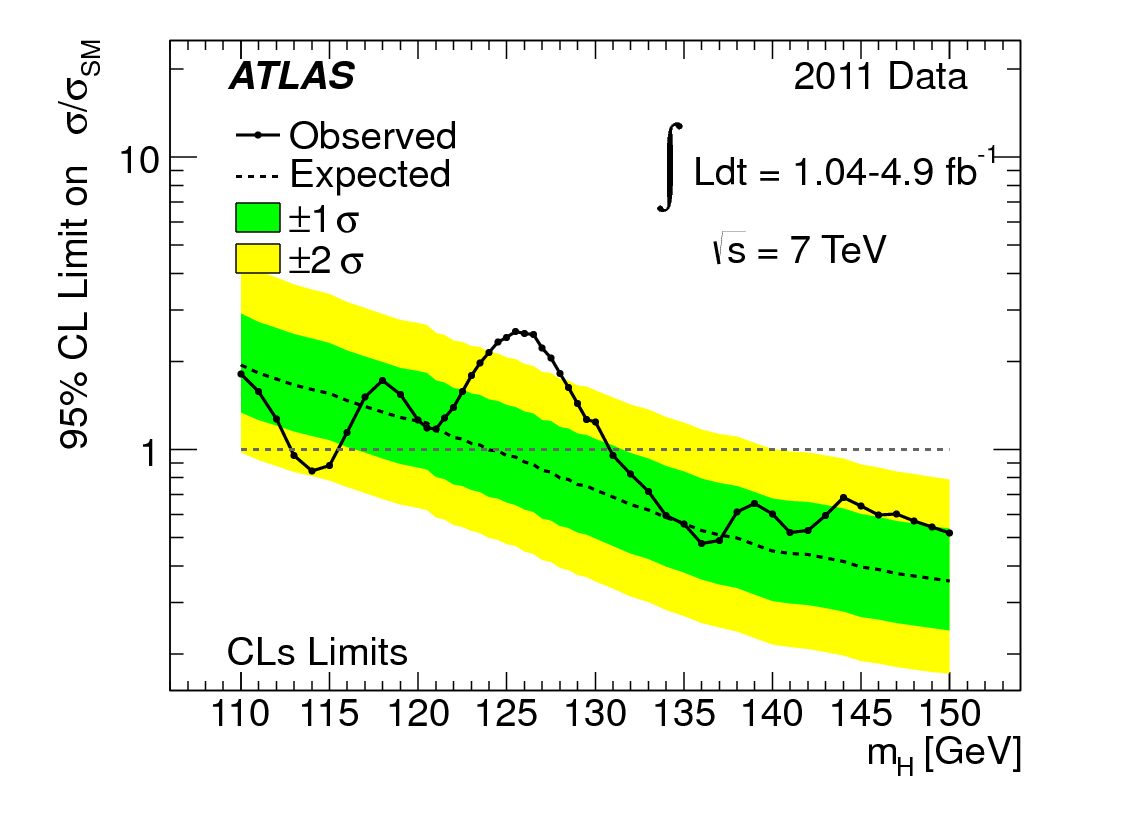 ATLAS
2011 Data
Observed
Expected
±1 σ
±2 σ
∫ Ldt = 1.04-4.9 fb⁻¹
√s = 7 TeV
95% CL Limit on σ/σSM
10
1
CLs Limits
110 115 120 125 130 135 140 145 150
mH [GeV]